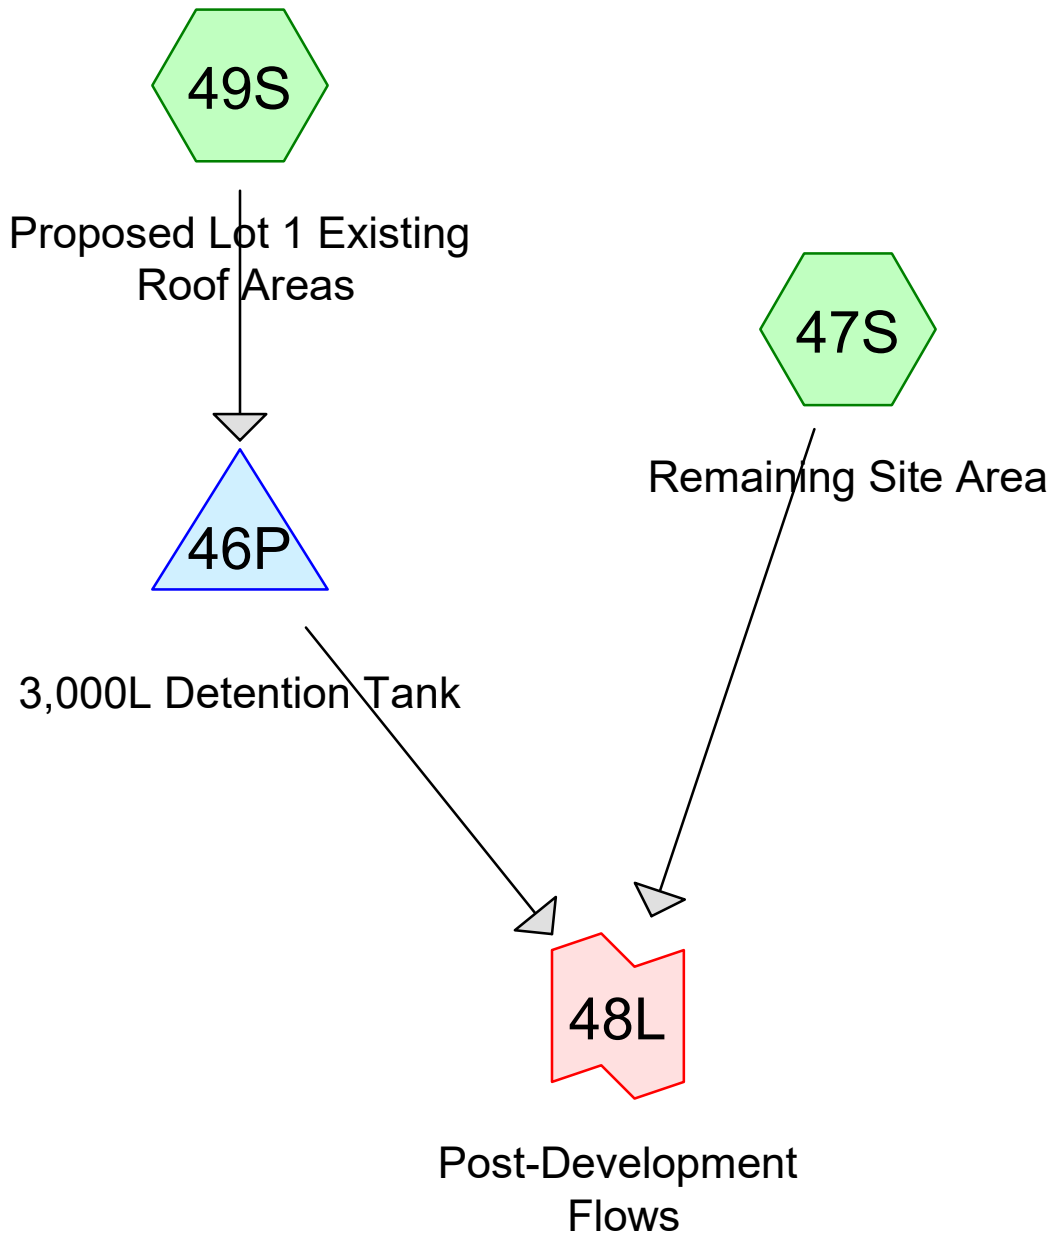 49S
Proposed Lot 1 Existing
Roof Areas
47S
Remaining Site Area
46P
3,000L Detention Tank
48L
Post-Development
Flows